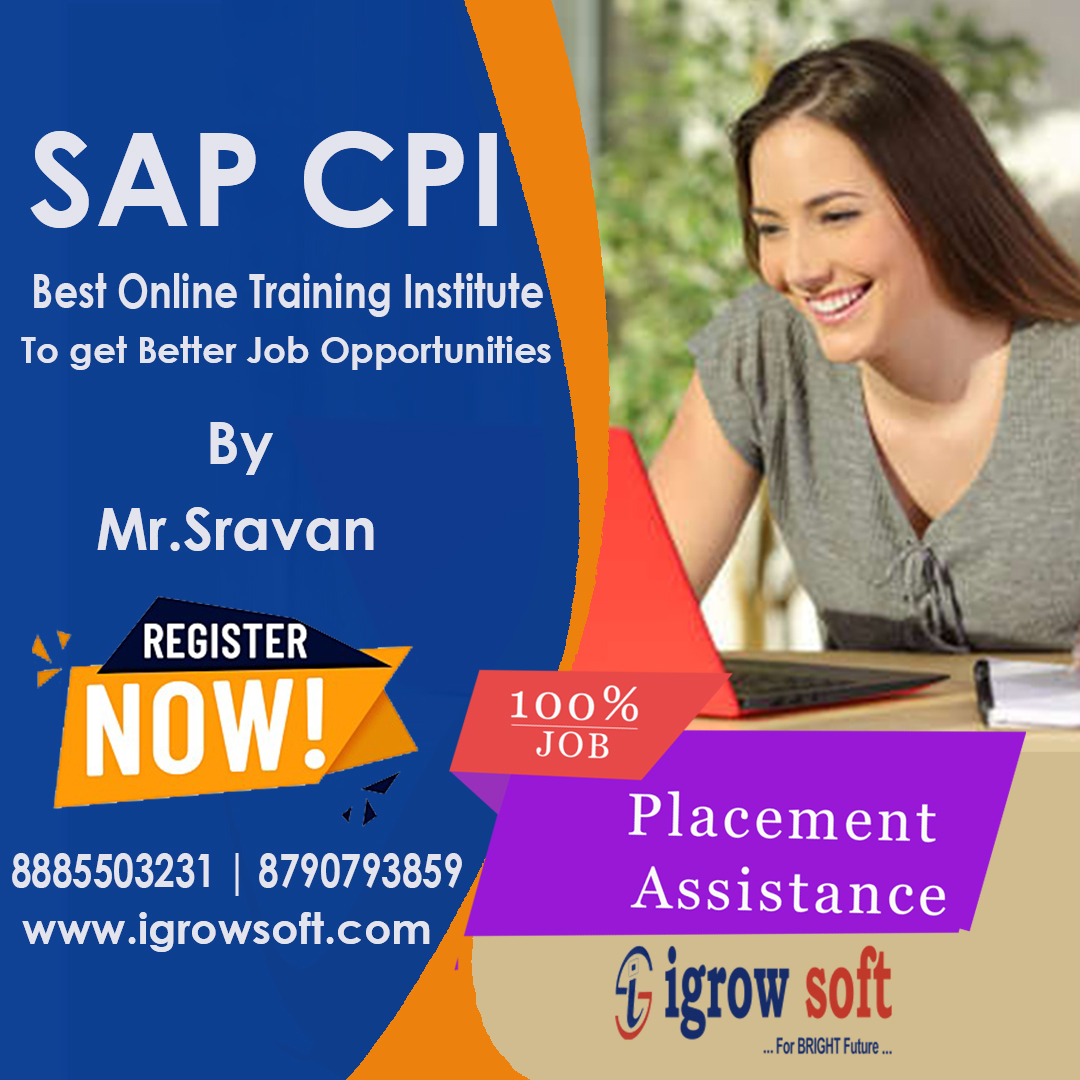 SAP CPI
Best Online Training Institute
To get Better Job Opportunities
By
Mr.Sravan
REGISTER
NOW!
8885503231 | 8790793859
www.igrowsoft.com
100%
JOB
Placement
Assistance
igrow soft
... For BRIGHT Future ...